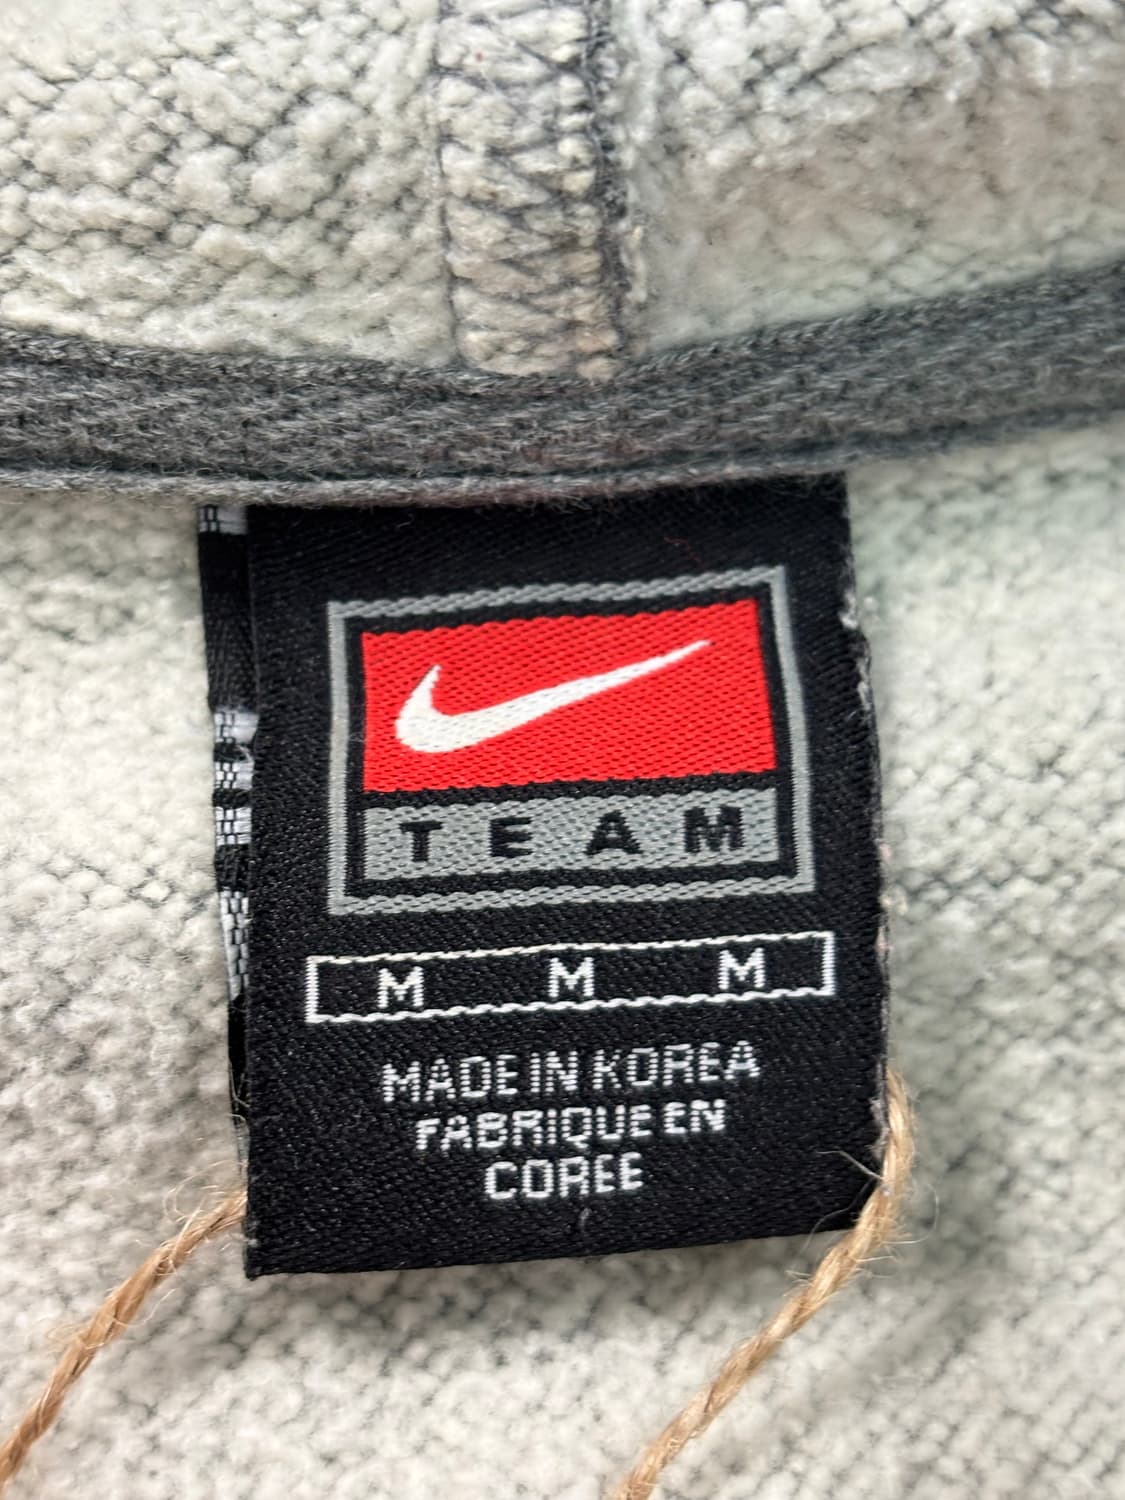 TEAM
M M M
MADE IN KOREA
FABRIQUE EN
COREE